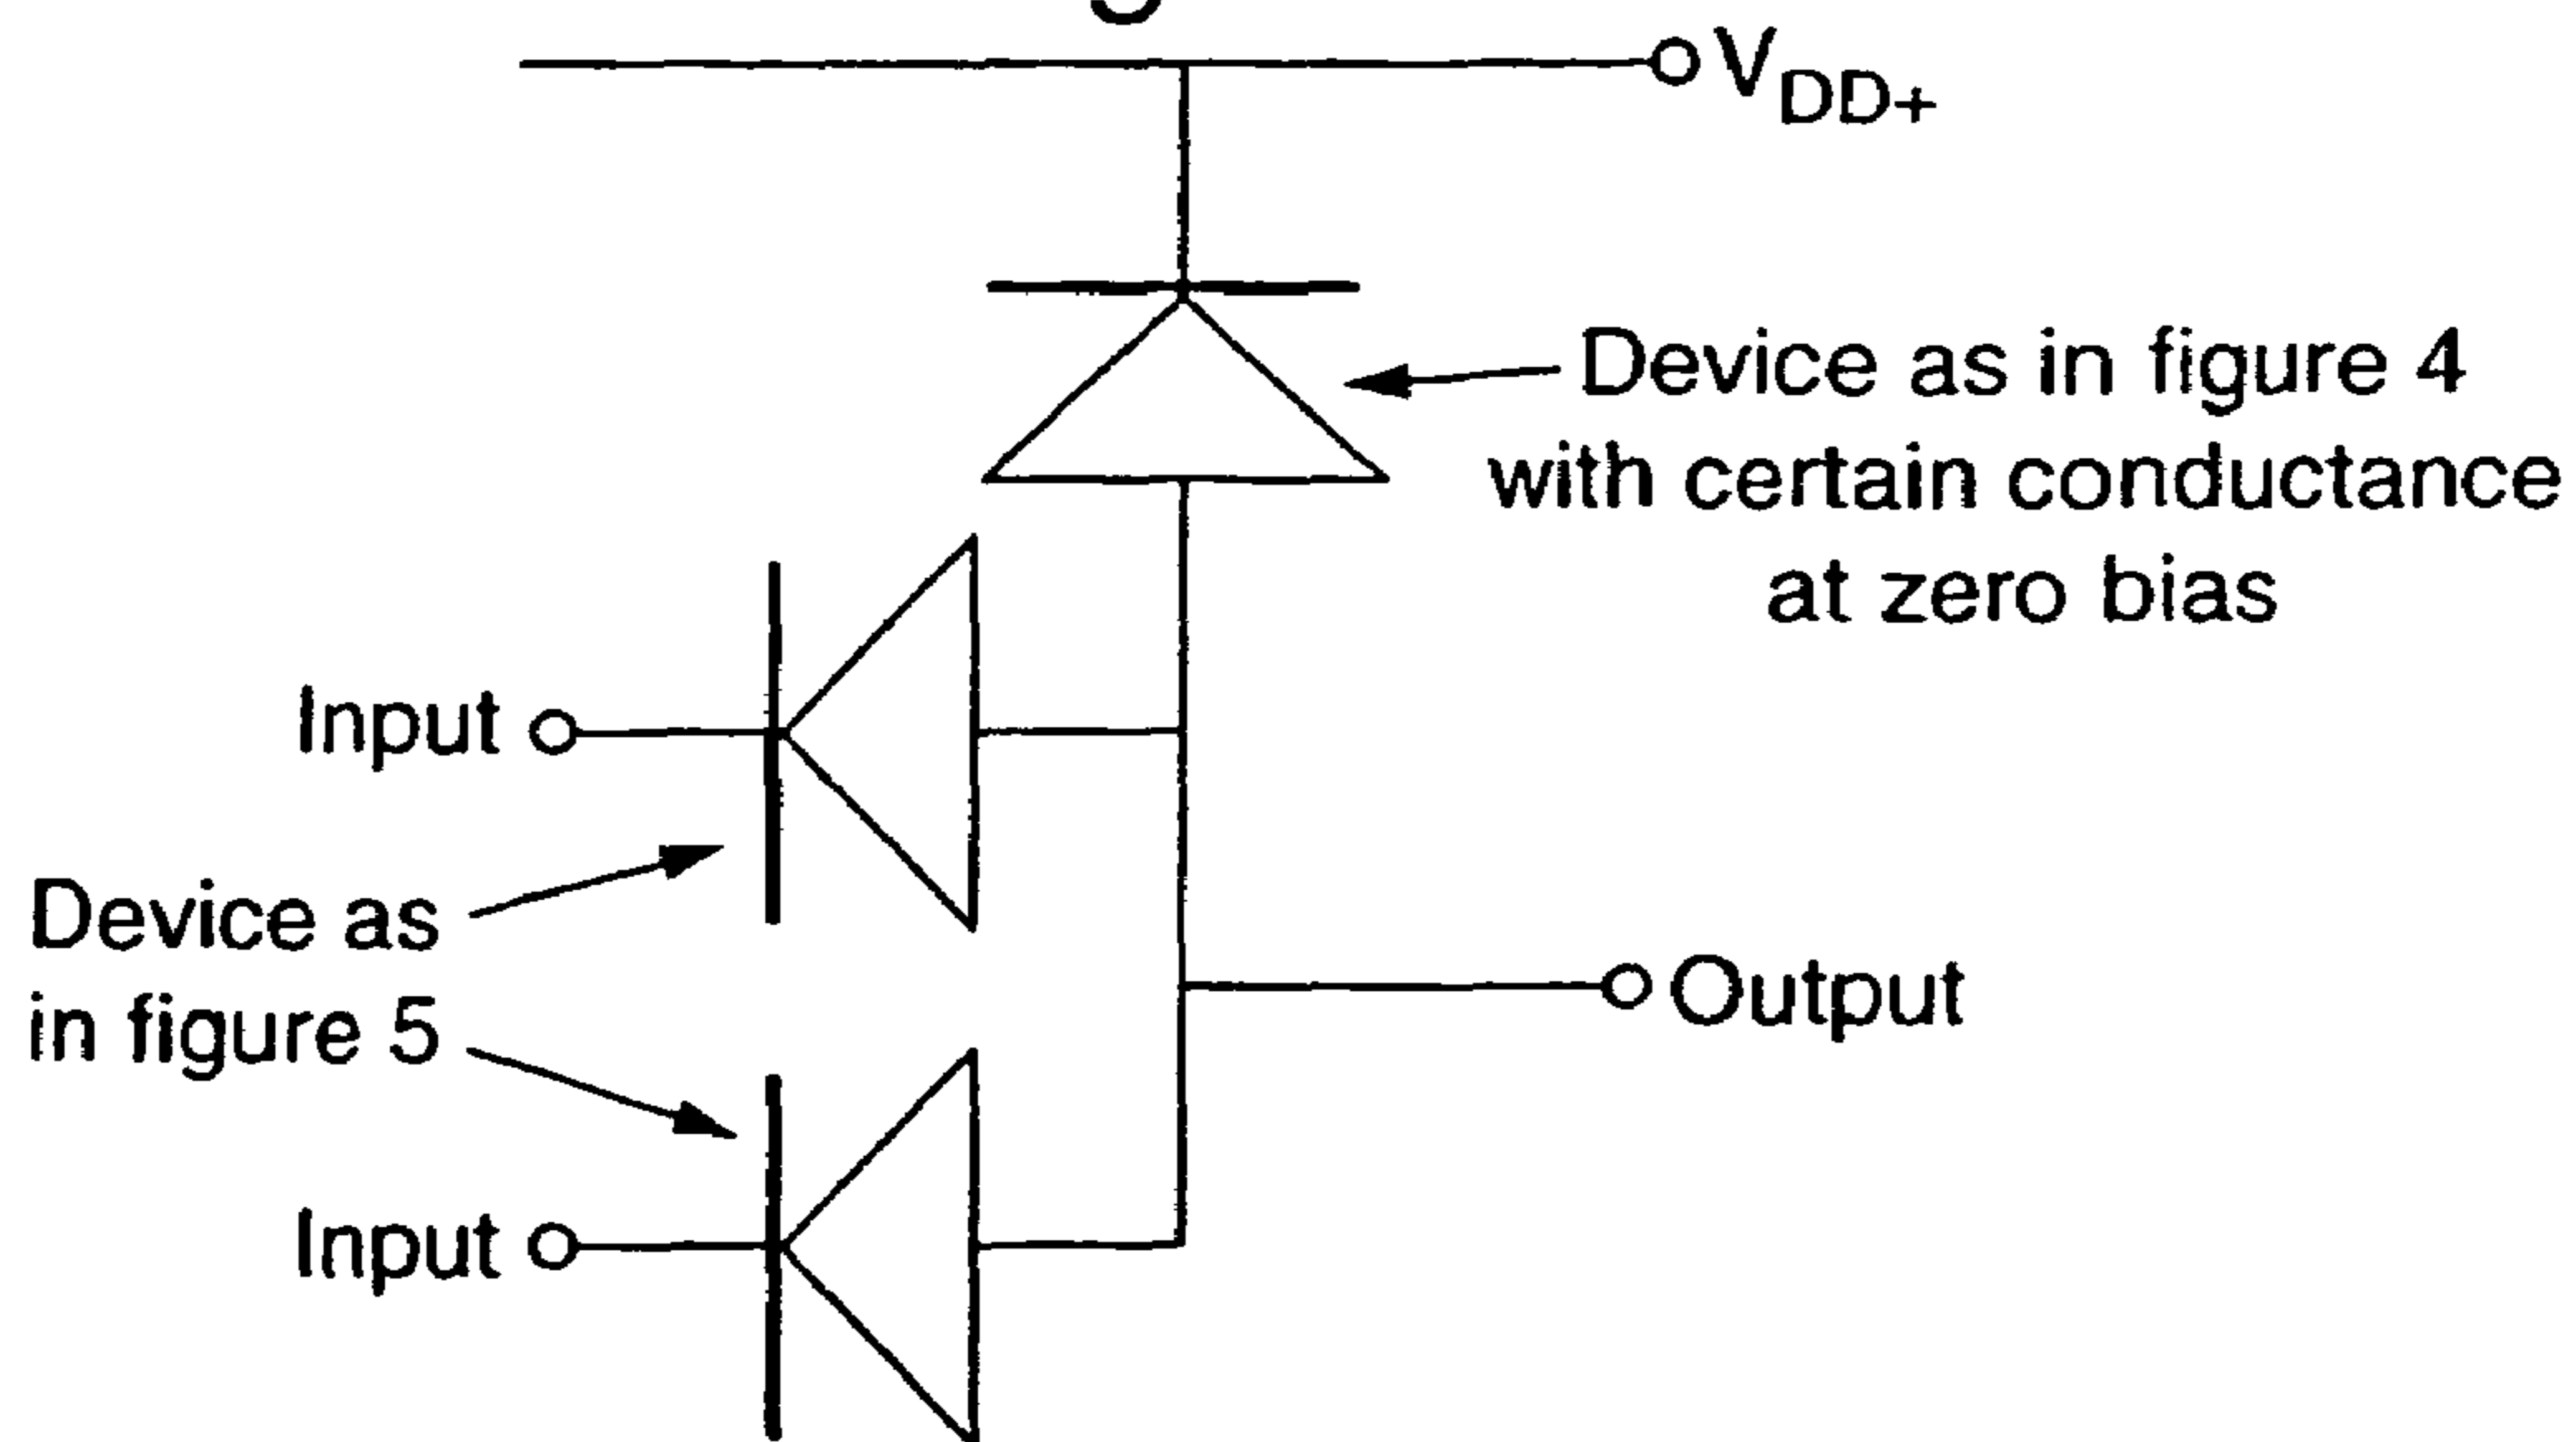 V_DD+
Device as in figure 4
with certain conductance
at zero bias
Input
Device as
in figure 5
Output
Input